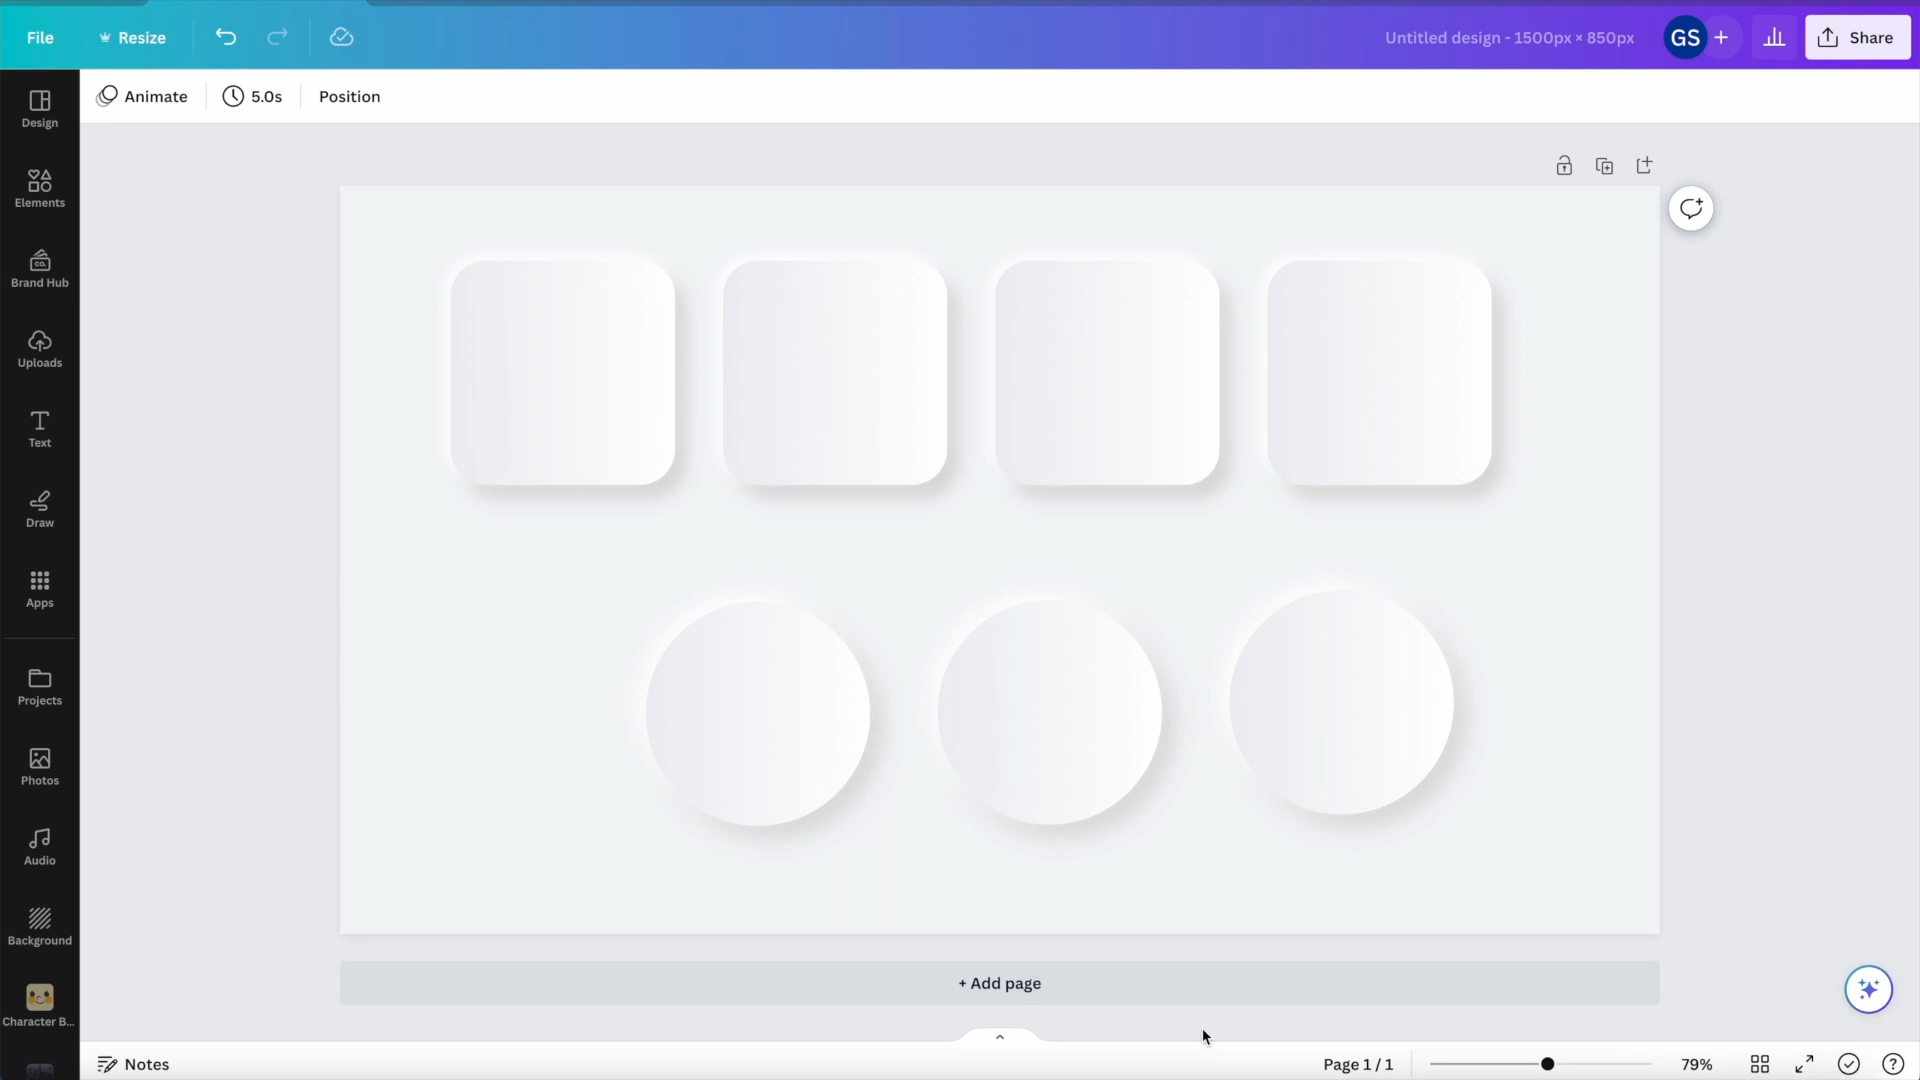 File
Resize
Untitled design - 1500px × 850px
GS
+
Share
Animate
5.0s
Position
Design
Elements
CO.
Brand Hub
Uploads
Text
Draw
Apps
Projects
Photos
Audio
Background
Character B...
+ Add page
Notes
Page 1 / 1
79%
?